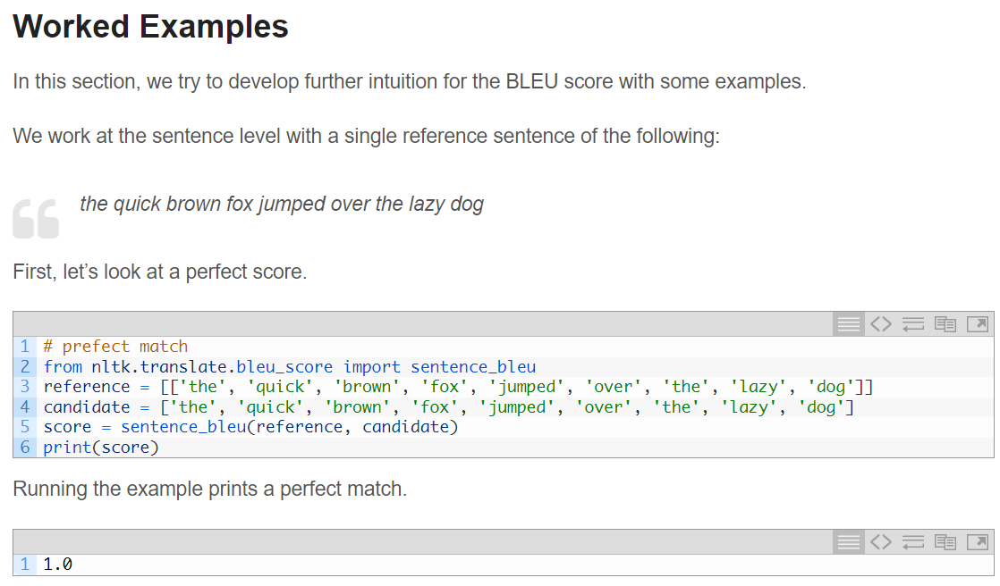 Worked Examples
In this section, we try to develop further intuition for the BLEU score with some examples.
We work at the sentence level with a single reference sentence of the following:
the quick brown fox jumped over the lazy dog
First, let’s look at a perfect score.
1 # prefect match
2 from nltk.translate.bleu_score import sentence_bleu
3 reference = [['the', 'quick', 'brown', 'fox', 'jumped', 'over', 'the', 'lazy', 'dog']]
4 candidate = ['the', 'quick', 'brown', 'fox', 'jumped', 'over', 'the', 'lazy', 'dog']
5 score = sentence_bleu(reference, candidate)
6 print(score)
Running the example prints a perfect match.
1 1.0